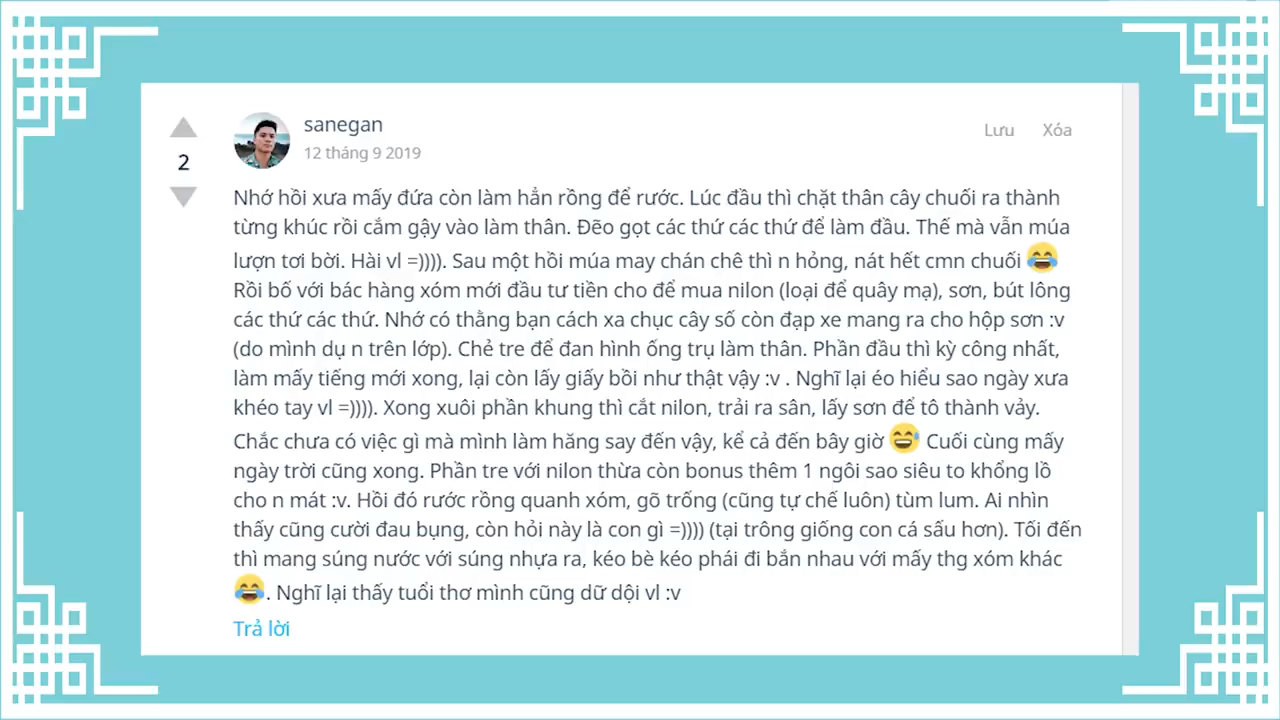 sanegan
12 tháng 9 2019
Lưu
Xóa
2
Nhớ hồi xưa mấy đứa còn làm hẳn rồng để rước. Lúc đầu thì chặt thân cây chuối ra thành
từng khúc rồi cắm gậy vào làm thân. Đẽo gọt các thứ các thứ để làm đầu. Thế mà vẫn múa
lượn tơi bời. Hài vl =)))). Sau một hồi múa may chán chê thì n hỏng, nát hết cmn chuối 😂
Rồi bố với bác hàng xóm mới đầu tư tiền cho để mua nilon (loại để quây mạ), sơn, bút lông
các thứ các thứ. Nhớ có thằng bạn cách xa chục cây số còn đạp xe mang ra cho hộp sơn :v
(do mình dụ n trên lớp). Chẻ tre để đan hình ống trụ làm thân. Phần đầu thì kỳ công nhất,
làm mấy tiếng mới xong, lại còn lấy giấy bồi như thật vậy :v . Nghĩ lại éo hiểu sao ngày xưa
khéo tay vl =)))). Xong xuôi phần khung thì cắt nilon, trải ra sân, lấy sơn để tô thành vảy.
Chắc chưa có việc gì mà mình làm hăng say đến vậy, kể cả đến bây giờ 😅 Cuối cùng mấy
ngày trời cũng xong. Phần tre với nilon thừa còn bonus thêm 1 ngôi sao siêu to khổng lồ
cho n mát :v. Hồi đó rước rồng quanh xóm, gõ trống (cũng tự chế luôn) tùm lum. Ai nhìn
thấy cũng cười đau bụng, còn hỏi này là con gì =)))) (tại trông giống con cá sấu hơn). Tối đến
thì mang súng nước với súng nhựa ra, kéo bè kéo phái đi bắn nhau với mấy thg xóm khác
😂. Nghĩ lại thấy tuổi thơ mình cũng dữ dội vl :v
Trả lời